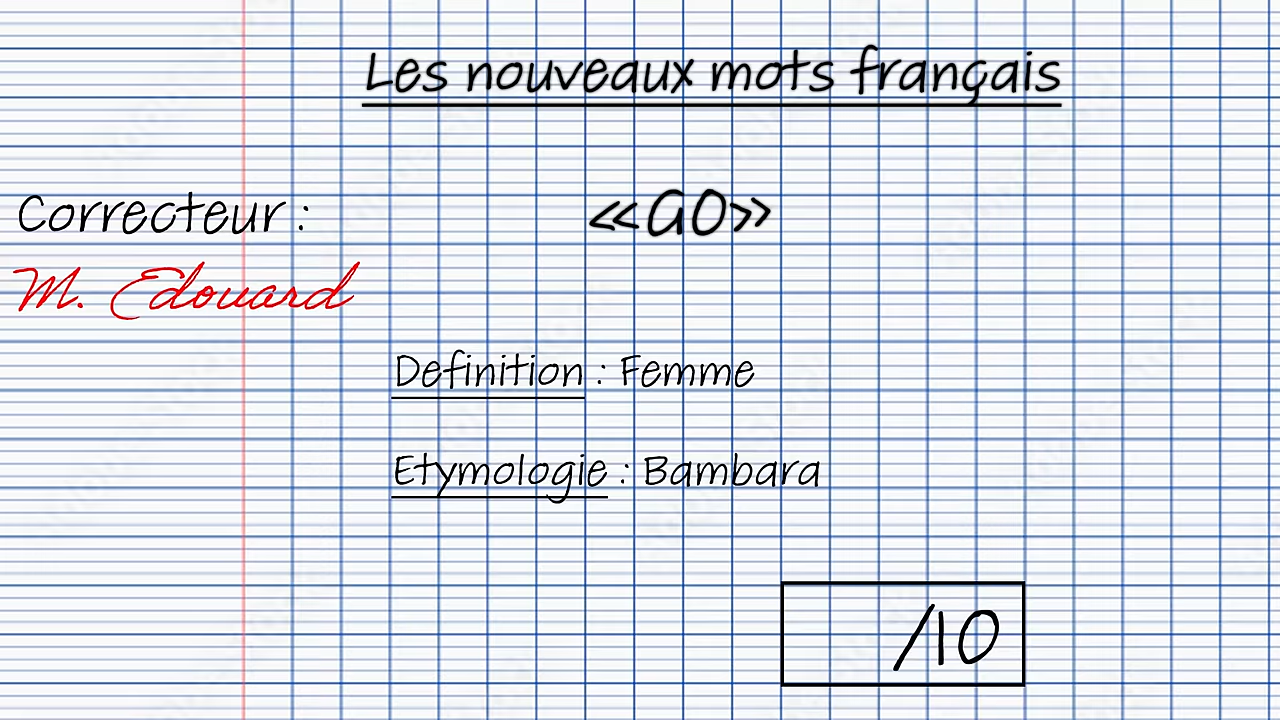 Les nouveaux mots français
Correcteur :
«GO»
M. Edouard
Definition : Femme
Etymologie : Bambara
/10